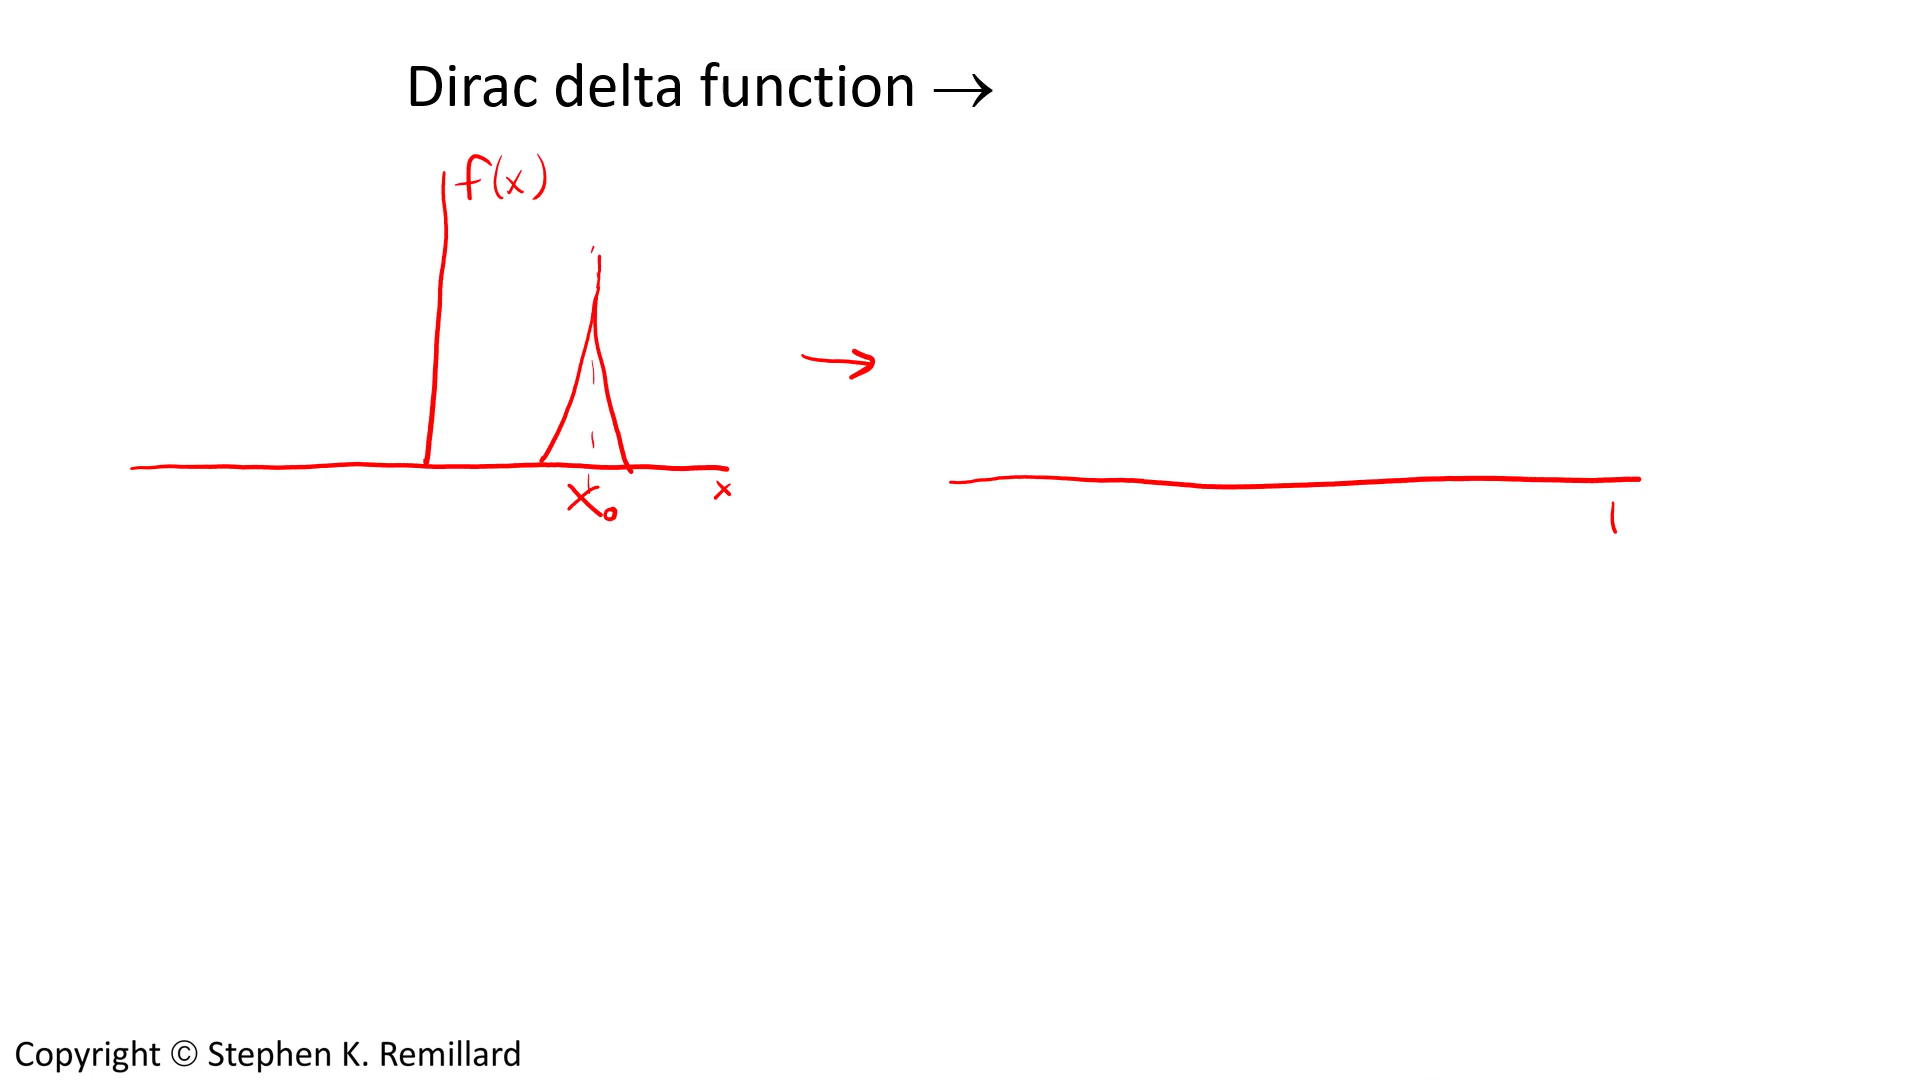 Dirac delta function →
f(x)
x
x₀
Copyright © Stephen K. Remillard